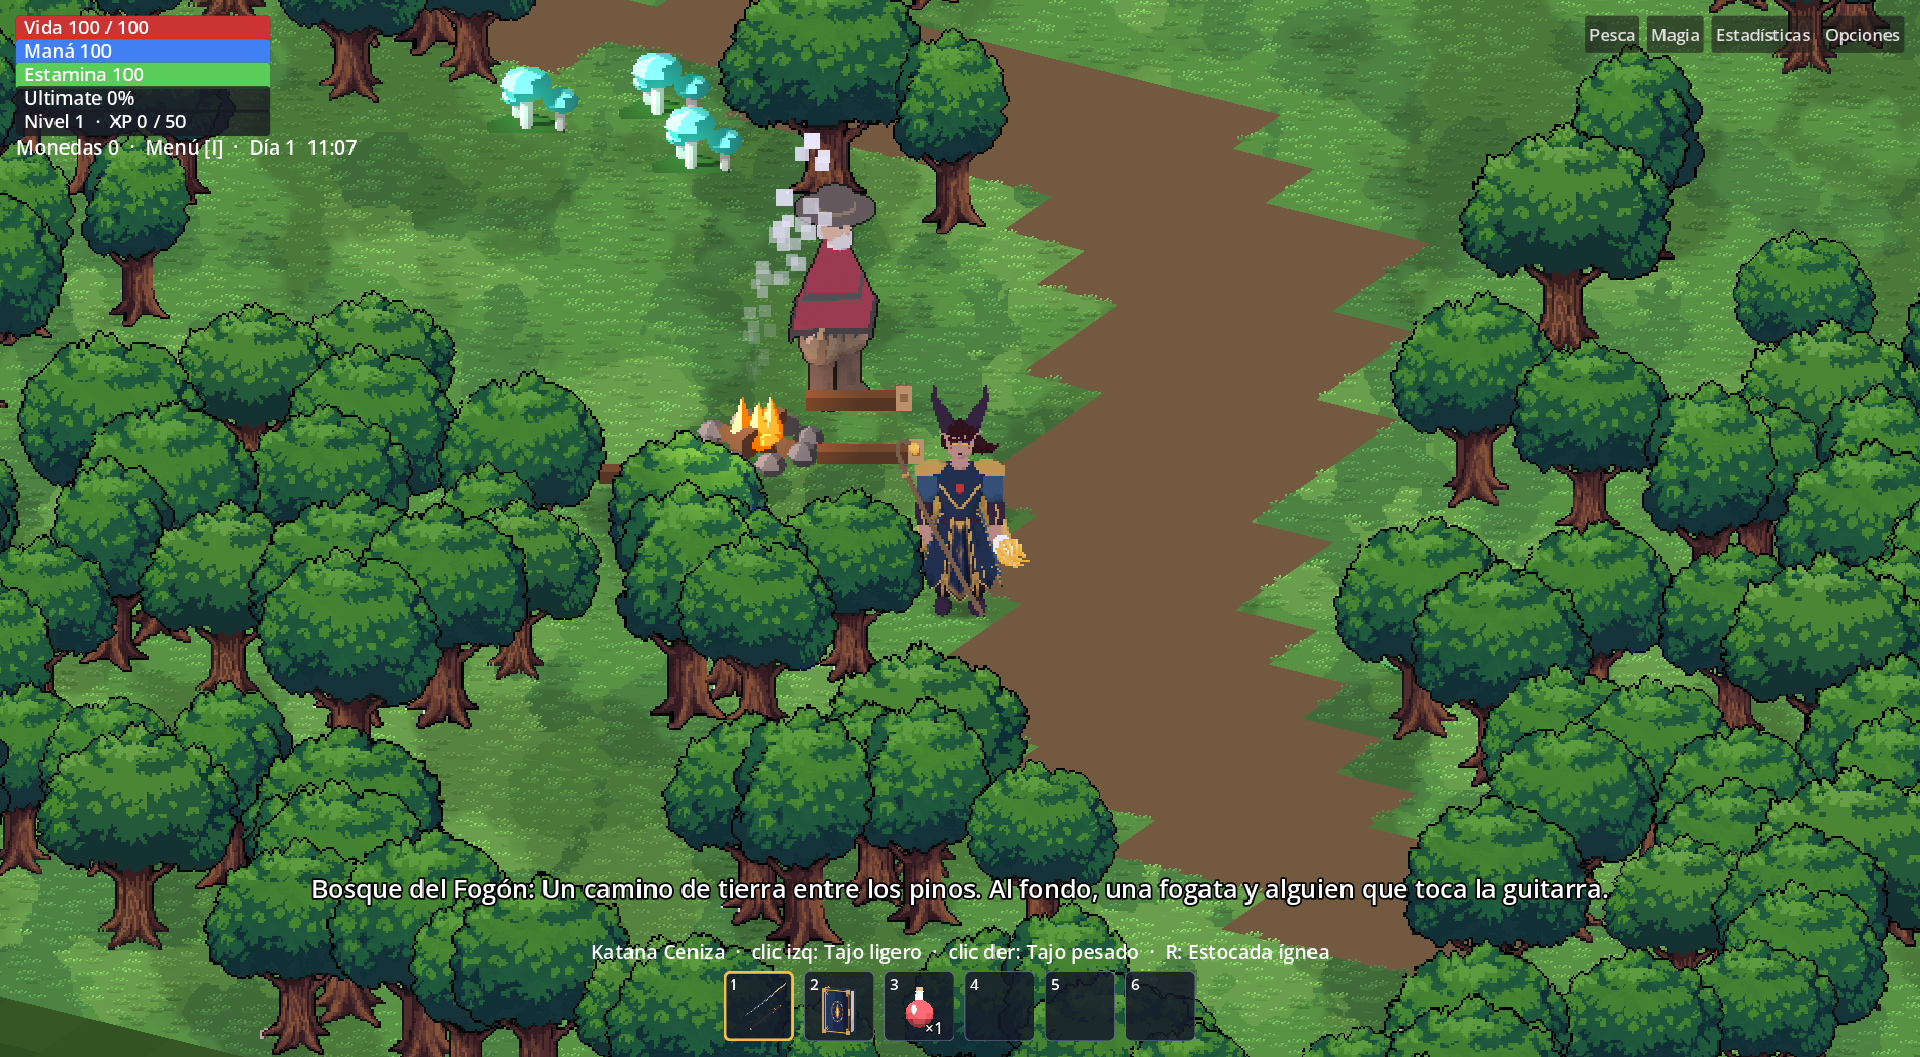 Vida 100 / 100
Maná 100
Estamina 100
Ultimate 0%
Nivel 1 · XP 0 / 50
Monedas 0 · Menú [I] · Día 1 11:07
Pesca Magia Estadísticas Opciones
Bosque del Fogón: Un camino de tierra entre los pinos. Al fondo, una fogata y alguien que toca la guitarra.
Katana Ceniza · clic izq: Tajo ligero · clic der: Tajo pesado · R: Estocada ígnea
1 2 3 4 5 6
×1